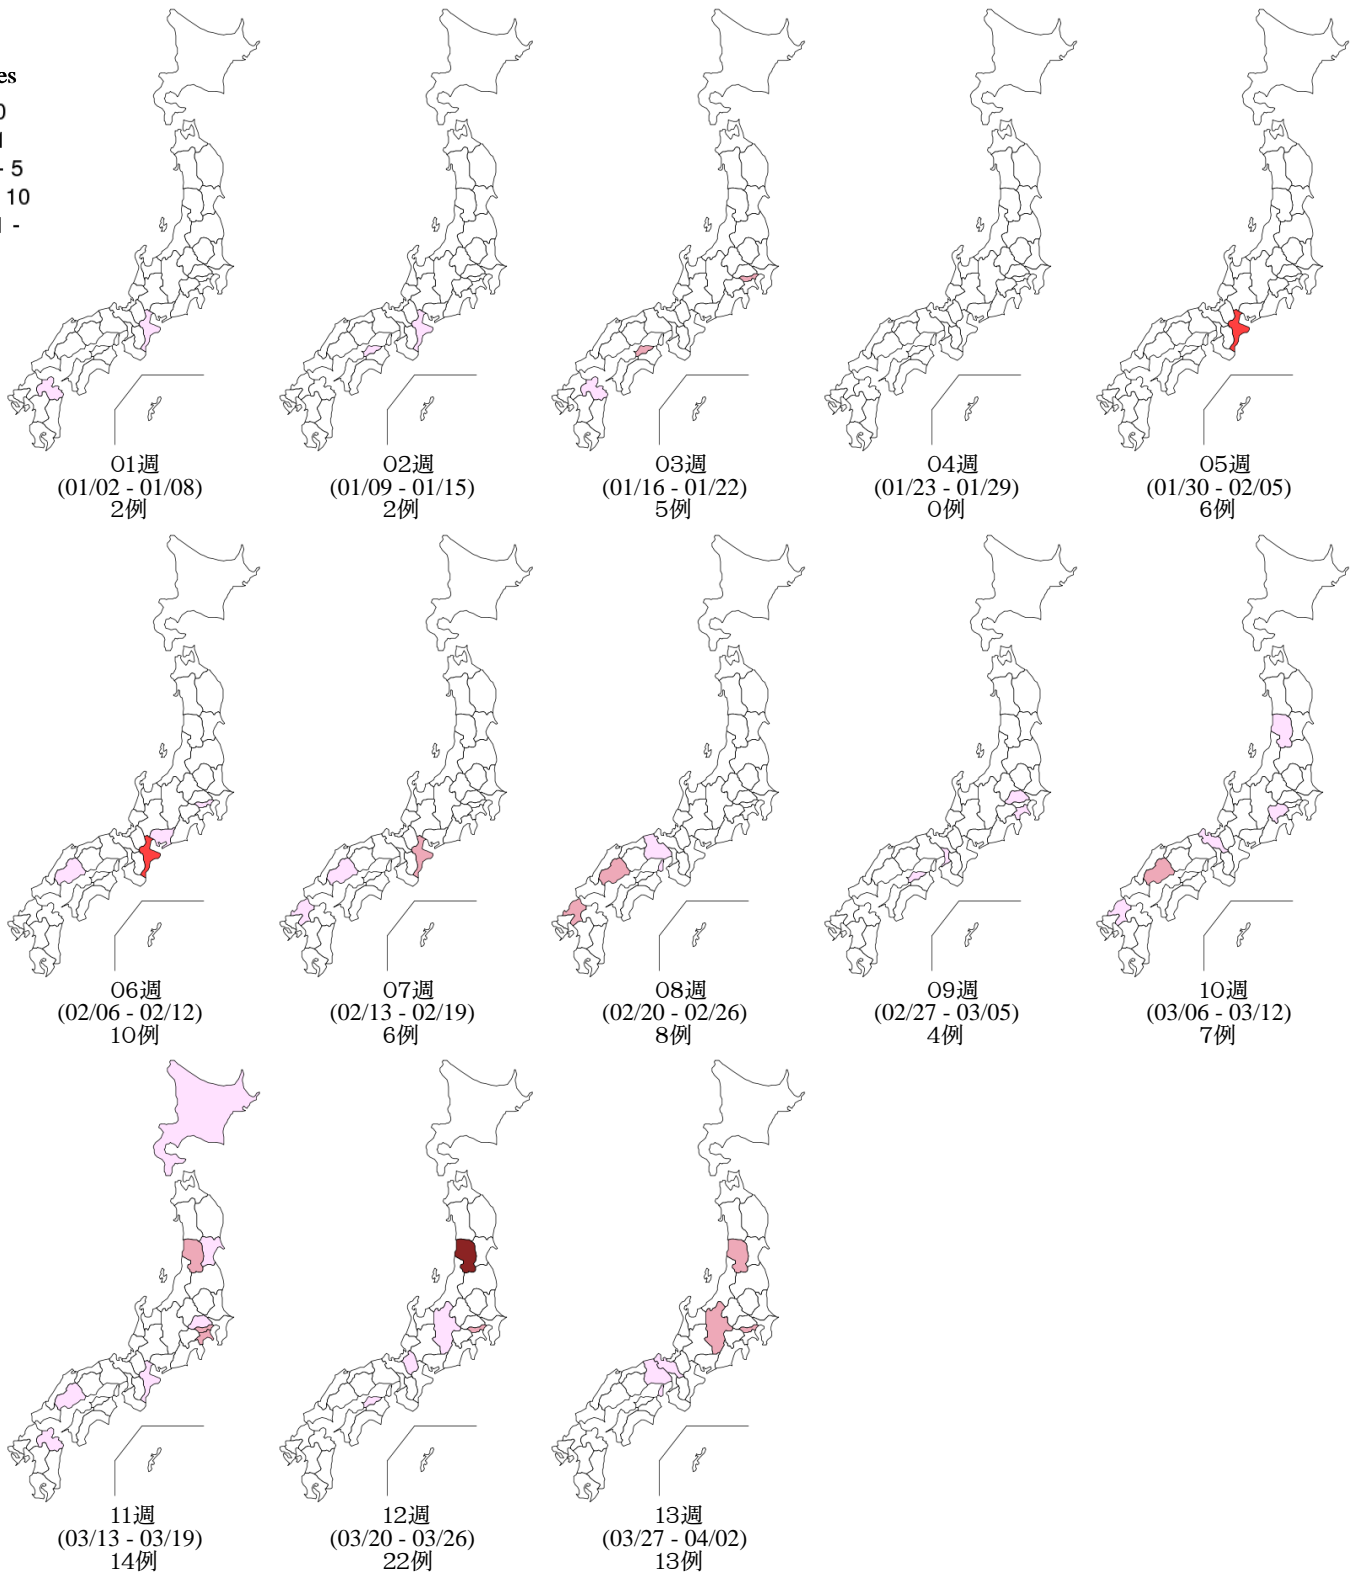 es
0
1
- 5
10
1 -
01週
(01/02 - 01/08)
2例
02週
(01/09 - 01/15)
2例
03週
(01/16 - 01/22)
5例
04週
(01/23 - 01/29)
0例
05週
(01/30 - 02/05)
6例
06週
(02/06 - 02/12)
10例
07週
(02/13 - 02/19)
6例
08週
(02/20 - 02/26)
8例
09週
(02/27 - 03/05)
4例
10週
(03/06 - 03/12)
7例
11週
(03/13 - 03/19)
14例
12週
(03/20 - 03/26)
22例
13週
(03/27 - 04/02)
13例